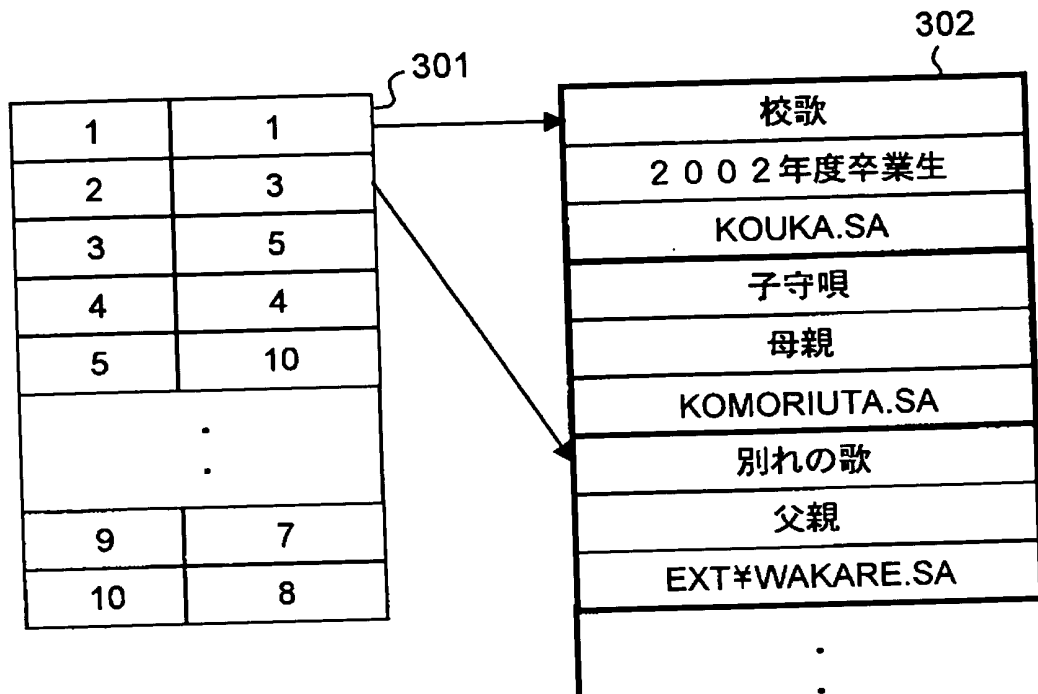 302
301
1 1
2 3
3 5
4 4
5 10
.
.
9 7
10 8
校歌
2002年度卒業生
KOUKA.SA
子守唄
母親
KOMORIUTA.SA
別れの歌
父親
EXT¥WAKARE.SA
.
.